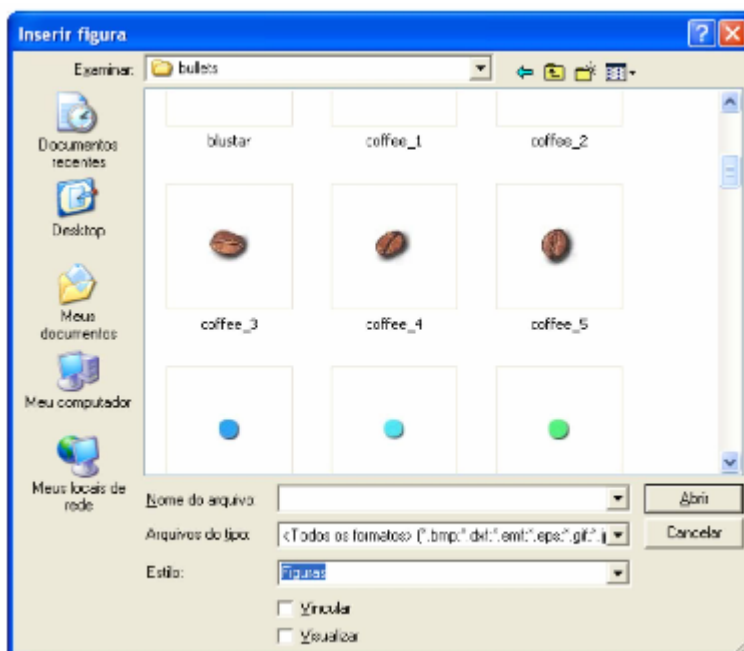 Inserir figura
Examinar: bullets
Documentos recentes
Desktop
Meus documentos
Meu computador
Meus locais de rede
blustar coffee_1 coffee_2
coffee_3 coffee_4 coffee_5
Nome do arquivo: Abrir
Arquivos do tipo: <Todos os formatos> (*.bmp;*.dxf;*.emf;*.eps;*.gif;*.j Cancelar
Estilo: Figuras
Vincular
Visualizar